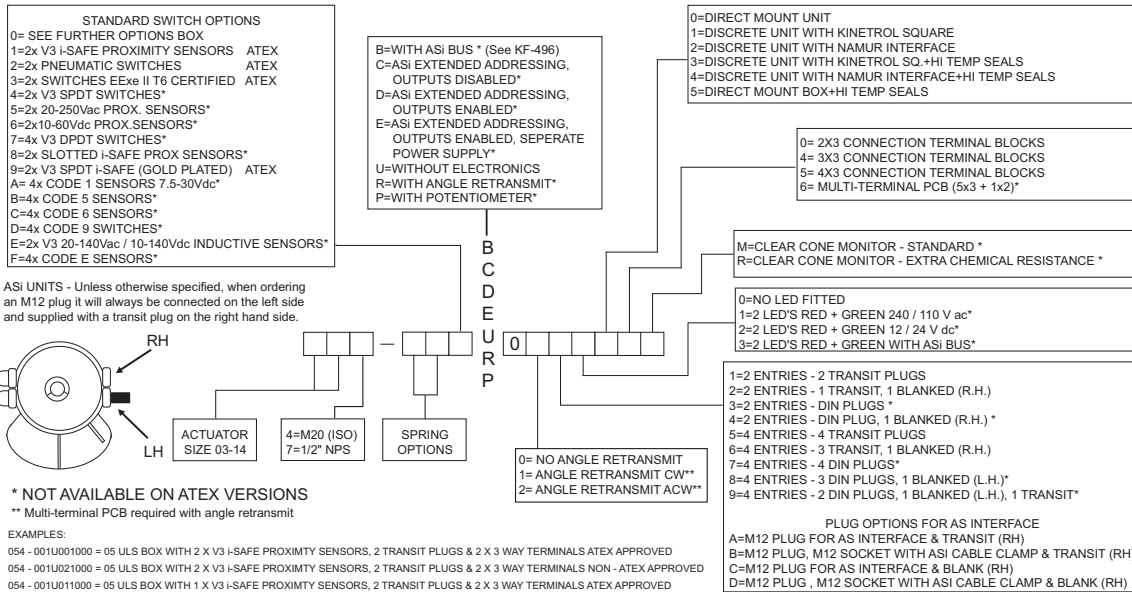 STANDARD SWITCH OPTIONS
0= SEE FURTHER OPTIONS BOX
1=2x V3 i-SAFE PROXIMITY SENSORS ATEX
2=2x PNEUMATIC SWITCHES ATEX
3=2x SWITCHES EExe II T6 CERTIFIED ATEX
4=2x V3 SPDT SWITCHES*
5=2x 20-250Vac PROX. SENSORS*
6=2x10-60Vdc PROX.SENSORS*
7=4x V3 DPDT SWITCHES*
8=2x SLOTTED i-SAFE PROX SENSORS*
9=2x V3 SPDT i-SAFE (GOLD PLATED) ATEX
A= 4x CODE 1 SENSORS 7.5-30Vdc*
B=4x CODE 5 SENSORS*
C=4x CODE 6 SENSORS*
D=4x CODE 9 SWITCHES*
E=2x V3 20-140Vac / 10-140Vdc INDUCTIVE SENSORS*
F=4x CODE E SENSORS*
B=WITH ASi BUS * (See KF-496)
C=ASi EXTENDED ADDRESSING,
OUTPUTS DISABLED*
D=ASi EXTENDED ADDRESSING,
OUTPUTS ENABLED*
E=ASi EXTENDED ADDRESSING,
OUTPUTS ENABLED, SEPERATE
POWER SUPPLY*
U=WITHOUT ELECTRONICS
R=WITH ANGLE RETRANSMIT*
P=WITH POTENTIOMETER*
0=DIRECT MOUNT UNIT
1=DISCRETE UNIT WITH KINETROL SQUARE
2=DISCRETE UNIT WITH NAMUR INTERFACE
3=DISCRETE UNIT WITH KINETROL SQ.+HI TEMP SEALS
4=DISCRETE UNIT WITH NAMUR INTERFACE+HI TEMP SEALS
5=DIRECT MOUNT BOX+HI TEMP SEALS
0= 2X3 CONNECTION TERMINAL BLOCKS
4= 3X3 CONNECTION TERMINAL BLOCKS
5= 4X3 CONNECTION TERMINAL BLOCKS
6= MULTI-TERMINAL PCB (5x3 + 1x2)*
M=CLEAR CONE MONITOR - STANDARD *
R=CLEAR CONE MONITOR - EXTRA CHEMICAL RESISTANCE *
0=NO LED FITTED
1=2 LED'S RED + GREEN 240 / 110 V ac*
2=2 LED'S RED + GREEN 12 / 24 V dc*
3=2 LED'S RED + GREEN WITH ASi BUS*
B
C
D
E
U
R
P
–
0
ASi UNITS - Unless otherwise specified, when ordering
an M12 plug it will always be connected on the left side
and supplied with a transit plug on the right hand side.
RH
LH
ACTUATOR
SIZE 03-14
4=M20 (ISO)
7=1/2" NPS
SPRING
OPTIONS
0= NO ANGLE RETRANSMIT
1= ANGLE RETRANSMIT CW**
2= ANGLE RETRANSMIT ACW**
1=2 ENTRIES - 2 TRANSIT PLUGS
2=2 ENTRIES - 1 TRANSIT, 1 BLANKED (R.H.)
3=2 ENTRIES - DIN PLUGS *
4=2 ENTRIES - DIN PLUG, 1 BLANKED (R.H.) *
5=4 ENTRIES - 4 TRANSIT PLUGS
6=4 ENTRIES - 3 TRANSIT, 1 BLANKED (R.H.)
7=4 ENTRIES - 4 DIN PLUGS*
8=4 ENTRIES - 3 DIN PLUGS, 1 BLANKED (L.H.)*
9=4 ENTRIES - 2 DIN PLUGS, 1 BLANKED (L.H.), 1 TRANSIT*
PLUG OPTIONS FOR AS INTERFACE
A=M12 PLUG FOR AS INTERFACE & TRANSIT (RH)
B=M12 PLUG, M12 SOCKET WITH ASI CABLE CLAMP & TRANSIT (RH)
C=M12 PLUG FOR AS INTERFACE & BLANK (RH)
D=M12 PLUG , M12 SOCKET WITH ASI CABLE CLAMP & BLANK (RH)
* NOT AVAILABLE ON ATEX VERSIONS
** Multi-terminal PCB required with angle retransmit
EXAMPLES:
054 - 001U001000 = 05 ULS BOX WITH 2 X V3 i-SAFE PROXIMTY SENSORS, 2 TRANSIT PLUGS & 2 X 3 WAY TERMINALS ATEX APPROVED
054 - 001U021000 = 05 ULS BOX WITH 2 X V3 i-SAFE PROXIMTY SENSORS, 2 TRANSIT PLUGS & 2 X 3 WAY TERMINALS NON - ATEX APPROVED
054 - 001U011000 = 05 ULS BOX WITH 1 X V3 i-SAFE PROXIMTY SENSORS, 2 TRANSIT PLUGS & 2 X 3 WAY TERMINALS ATEX APPROVED